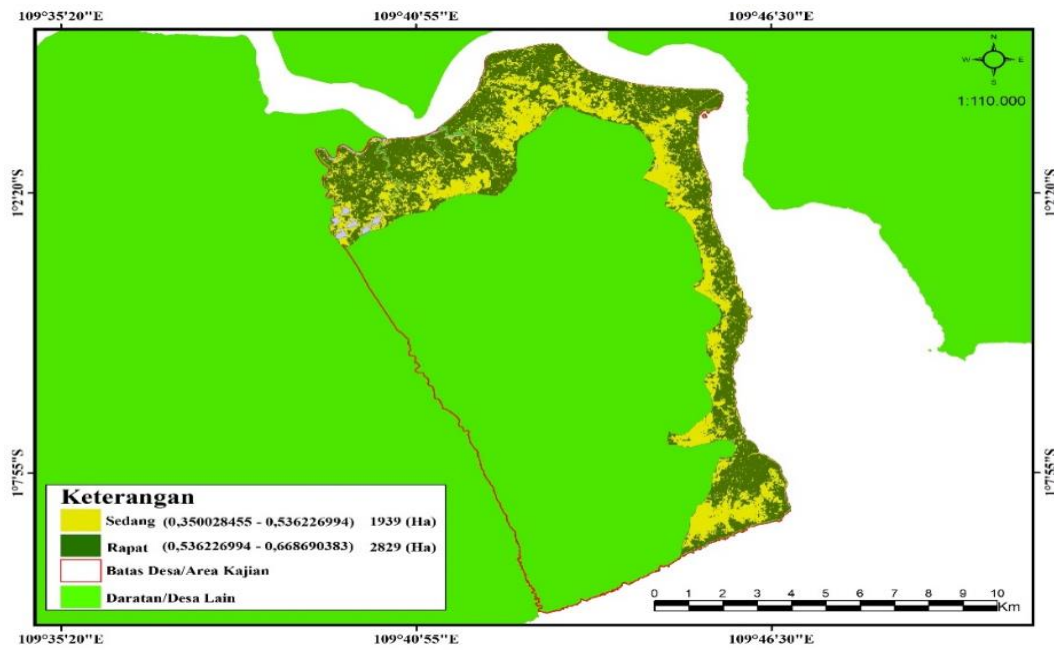 109°35'20"E 109°40'55"E 109°46'30"E
N
W E
S
1:110.000
1°2'20"S 1°2'20"S
1°7'55"S 1°7'55"S
Keterangan
Sedang (0,350028455 - 0,536226994) 1939 (Ha)
Rapat (0,536226994 - 0,668690383) 2829 (Ha)
Batas Desa/Area Kajian
Daratan/Desa Lain
0 1 2 3 4 5 6 7 8 9 10
Km
109°35'20"E 109°40'55"E 109°46'30"E